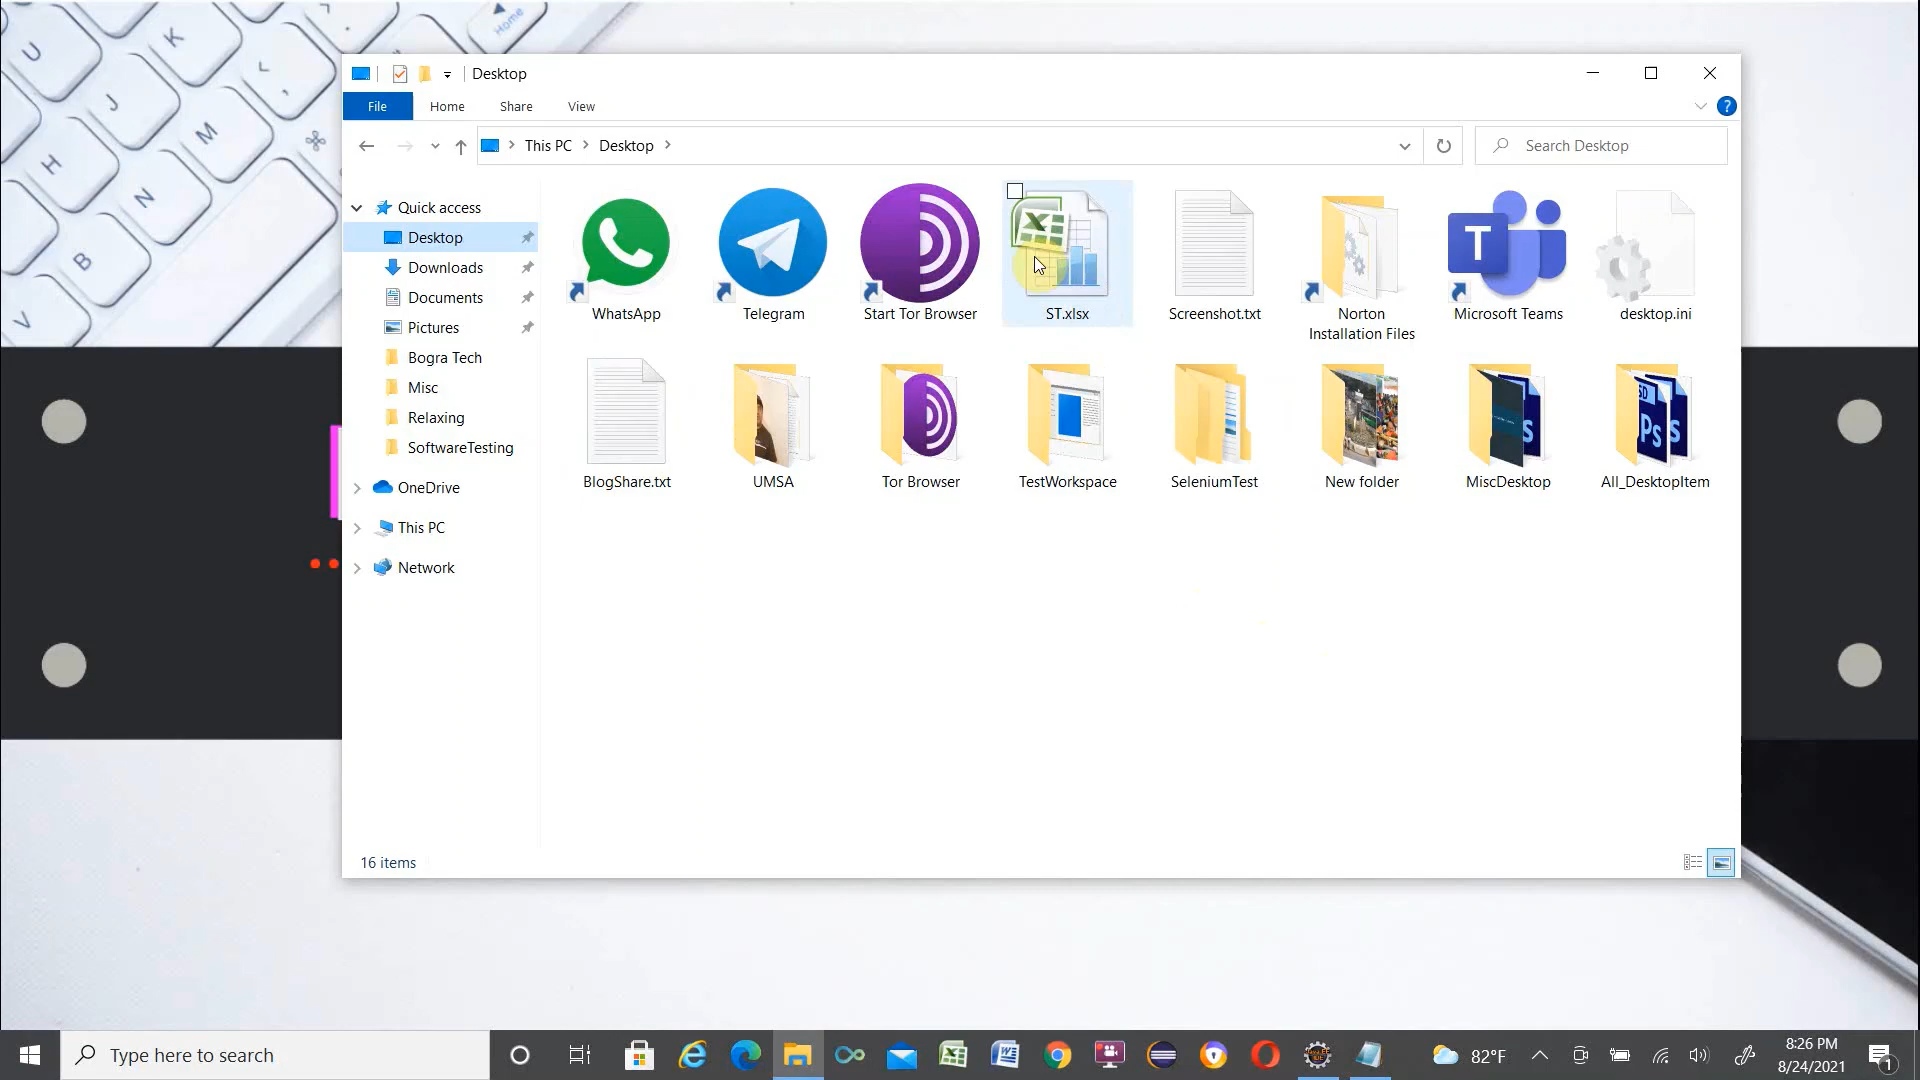 Home
U
K
J
M
H
N
B
V
Desktop
File
Home
Share
View
?
This PC
Desktop
Search Desktop
Quick access
Desktop
Downloads
Documents
Pictures
Bogra Tech
Misc
Relaxing
SoftwareTesting
OneDrive
This PC
Network
WhatsApp
Telegram
Start Tor Browser
ST.xlsx
Screenshot.txt
Norton
Installation Files
T
Microsoft Teams
desktop.ini
BlogShare.txt
UMSA
Tor Browser
TestWorkspace
SeleniumTest
New folder
MiscDesktop
Ps
All_DesktopItem
16 items
Type here to search
82°F
8:26 PM
8/24/2021
1